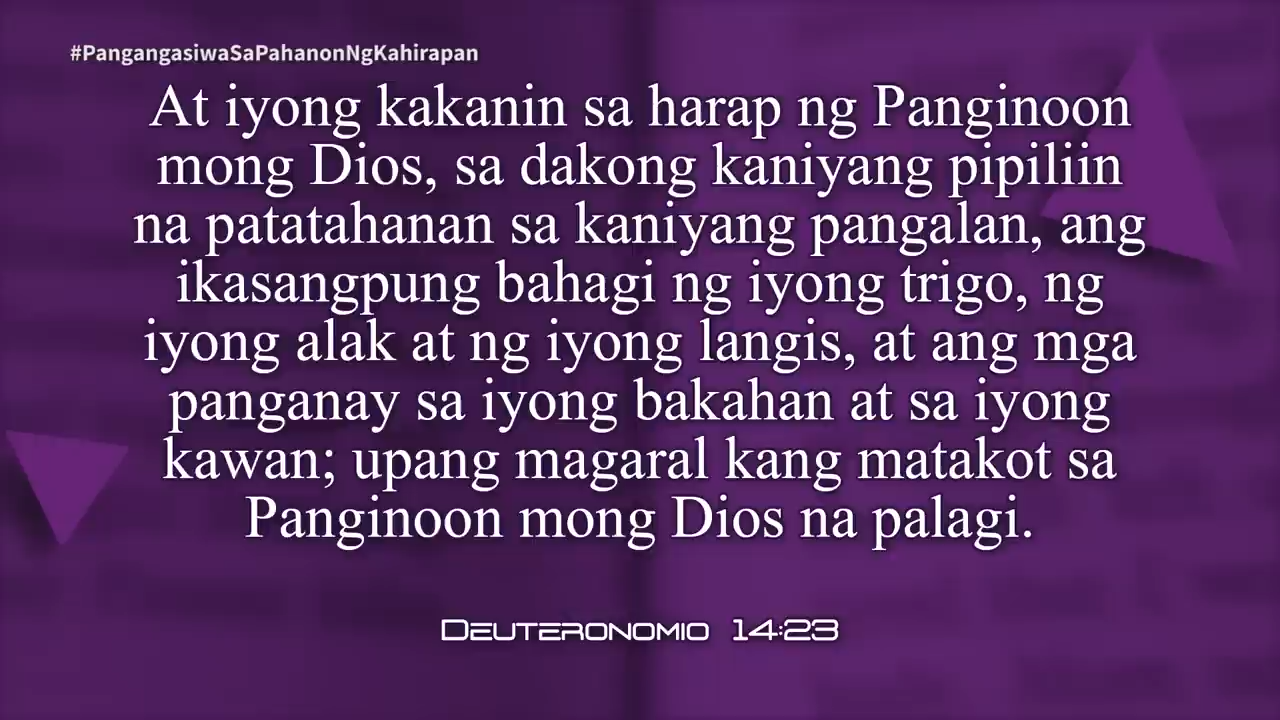 #PangangasiwaSaPahanonNgKahirapan
At iyong kakanin sa harap ng Panginoon
mong Dios, sa dakong kaniyang pipiliin
na patatahanan sa kaniyang pangalan, ang
ikasangpung bahagi ng iyong trigo, ng
iyong alak at ng iyong langis, at ang mga
panganay sa iyong bakahan at sa iyong
kawan; upang magaral kang matakot sa
Panginoon mong Dios na palagi.
Deuteronomio 14:23